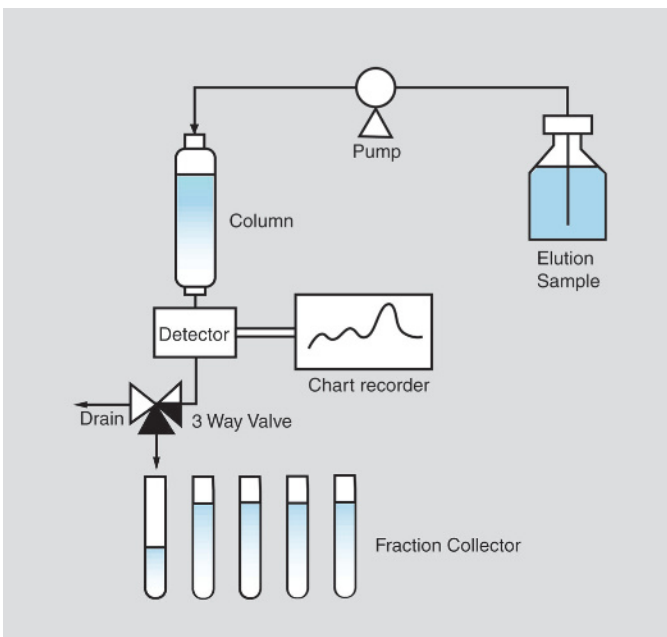 Pump
Column
Elution
Sample
Detector
Chart recorder
Drain
3 Way Valve
Fraction Collector